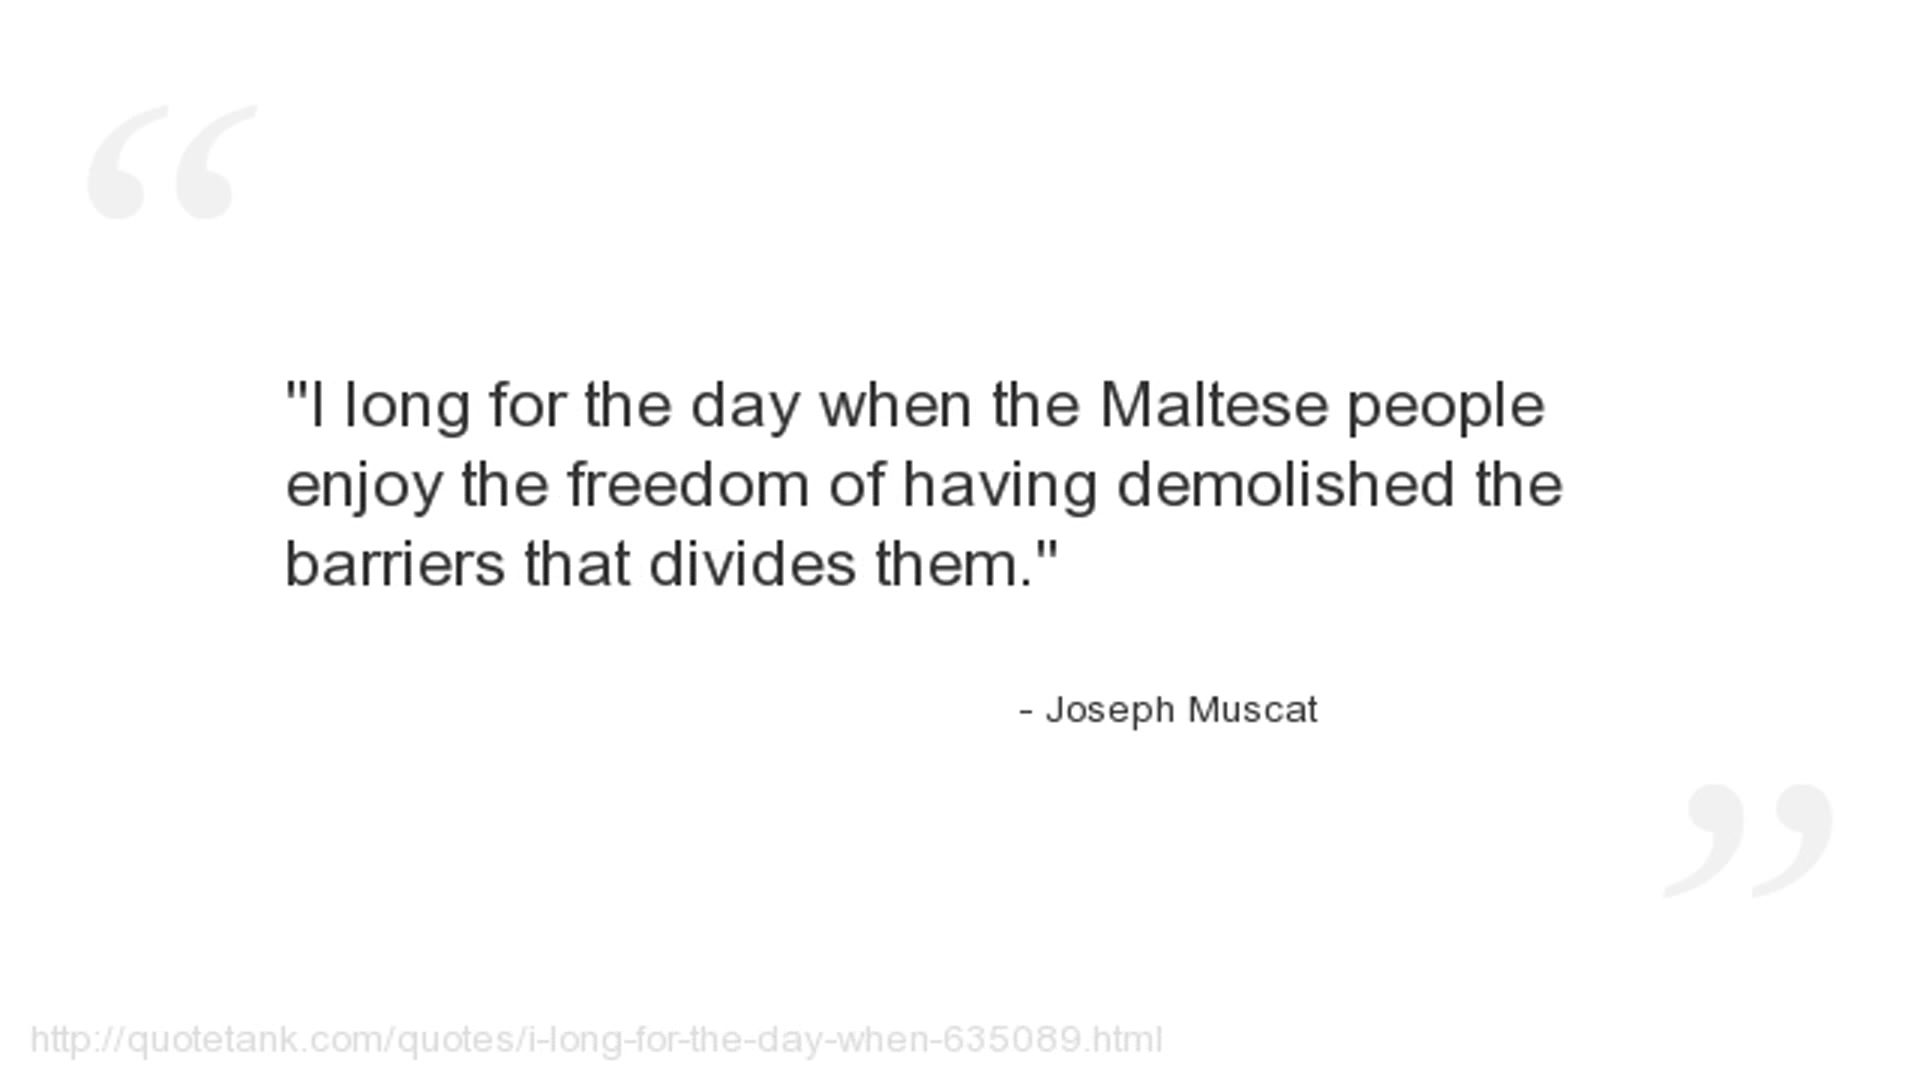 "I long for the day when the Maltese people
enjoy the freedom of having demolished the
barriers that divides them."
- Joseph Muscat
http://quotetank.com/quotes/i-long-for-the-day-when-635089.html